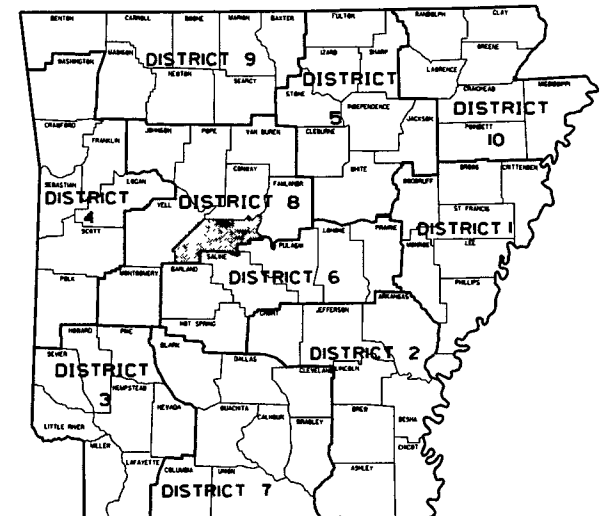 BENTON CARROLL BOONE MARION BAXTER FULTON RANDOLPH CLAY
WASHINGTON MADISON DISTRICT 9 IZARD SHARP GREENE
NEWTON SEARCY STONE DISTRICT 5 LAWRENCE
INDEPENDENCE CRAIGHEAD MISSISSIPPI
DISTRICT 10
CRAWFORD FRANKLIN JOHNSON POPE VAN BUREN CLEBURNE JACKSON POINSETT
CONWAY WHITE WOODRUFF CROSS CRITTENDEN
SEBASTIAN LOGAN FAULKNER
DISTRICT 4 YELL DISTRICT 8 ST FRANCIS
SCOTT PULASKI LONOKE PRAIRIE MONROE DISTRICT 1
LEE
SALINE
POLK MONTGOMERY GARLAND DISTRICT 6 PHILLIPS
HOT SPRING GRANT JEFFERSON ARKANSAS
HOWARD PIKE CLARK
SEVIER DALLAS DISTRICT 2
DISTRICT 3 CLEVELAND LINCOLN
HEMPSTEAD
NEVADA OUACHITA CALHOUN BRADLEY DREW DESHA
LITTLE RIVER
MILLER LAFAYETTE COLUMBIA UNION ASHLEY CHICOT
DISTRICT 7